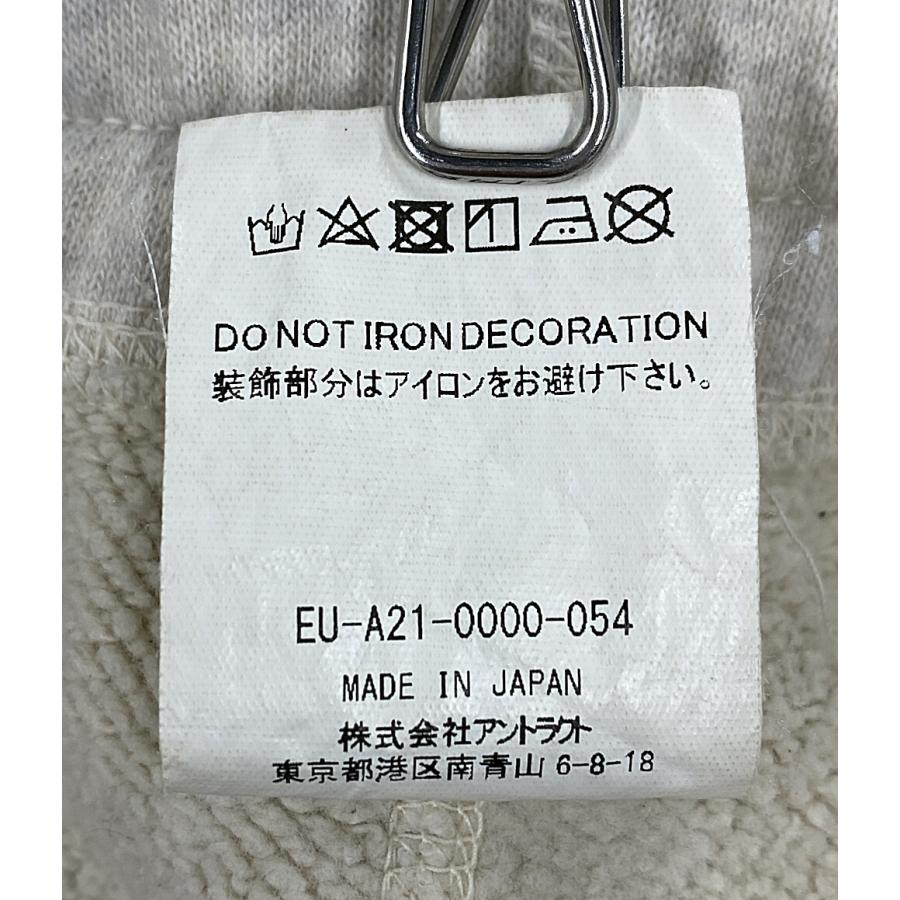 DO NOT IRON DECORATION
装飾部分はアイロンをお避け下さい。
EU-A21-0000-054
MADE IN JAPAN
株式会社アントラクト
東京都港区南青山 6-8-18